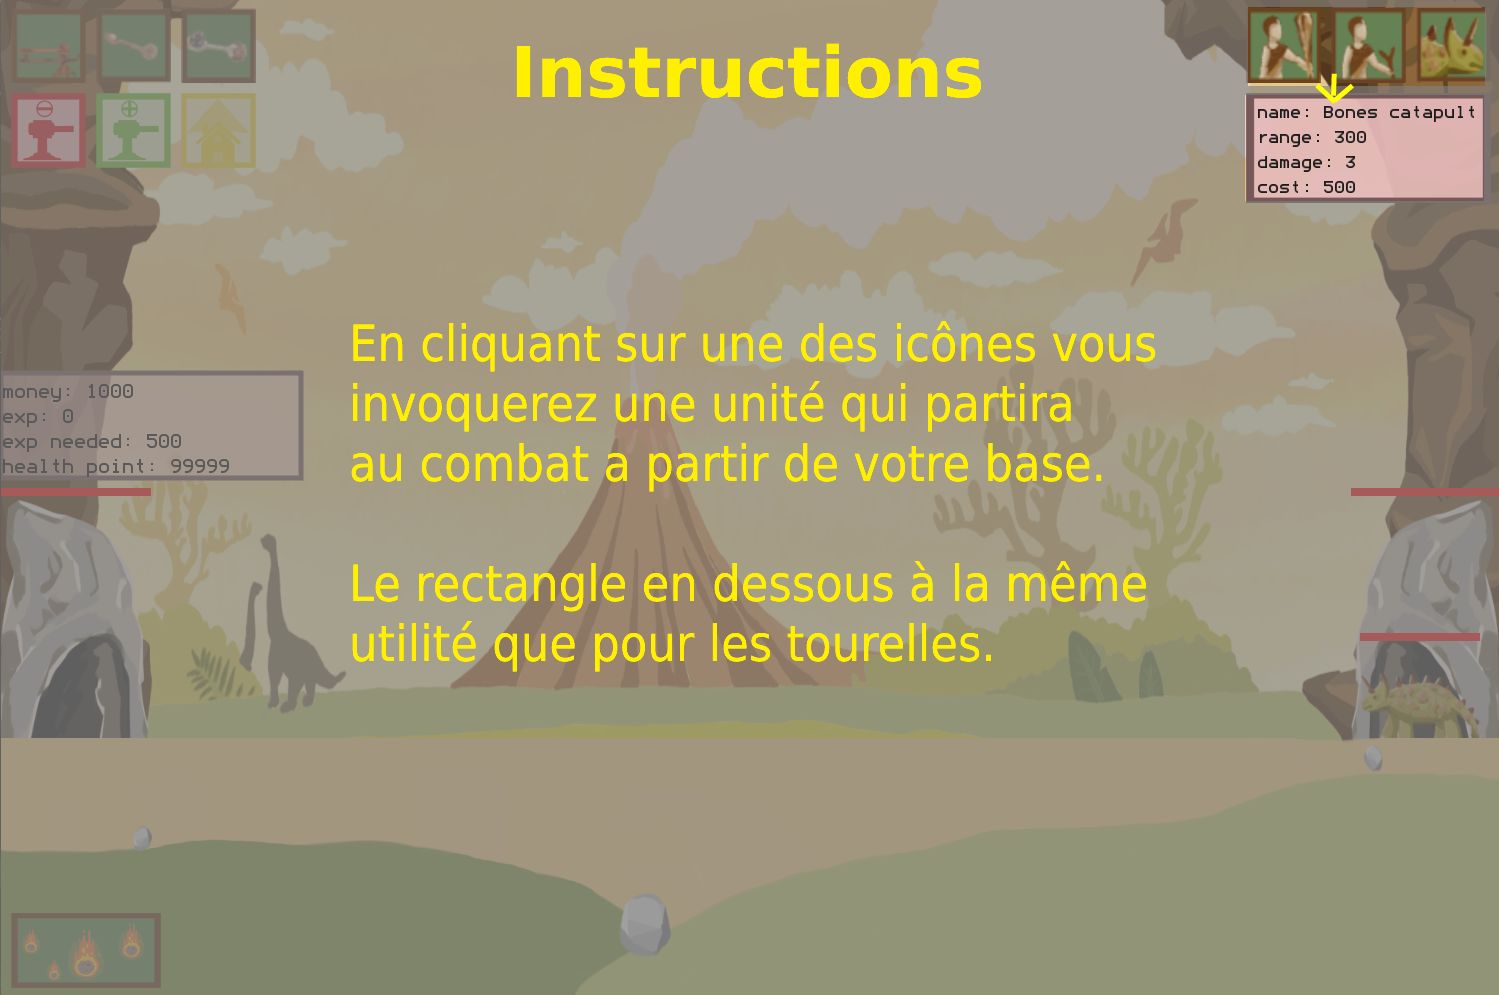 Instructions
name: Bones catapult
range: 300
damage: 3
cost: 500
En cliquant sur une des icônes vous
invoquerez une unité qui partira
au combat a partir de votre base.
money: 1000
exp: 0
exp needed: 500
health point: 99999
Le rectangle en dessous à la même
utilité que pour les tourelles.